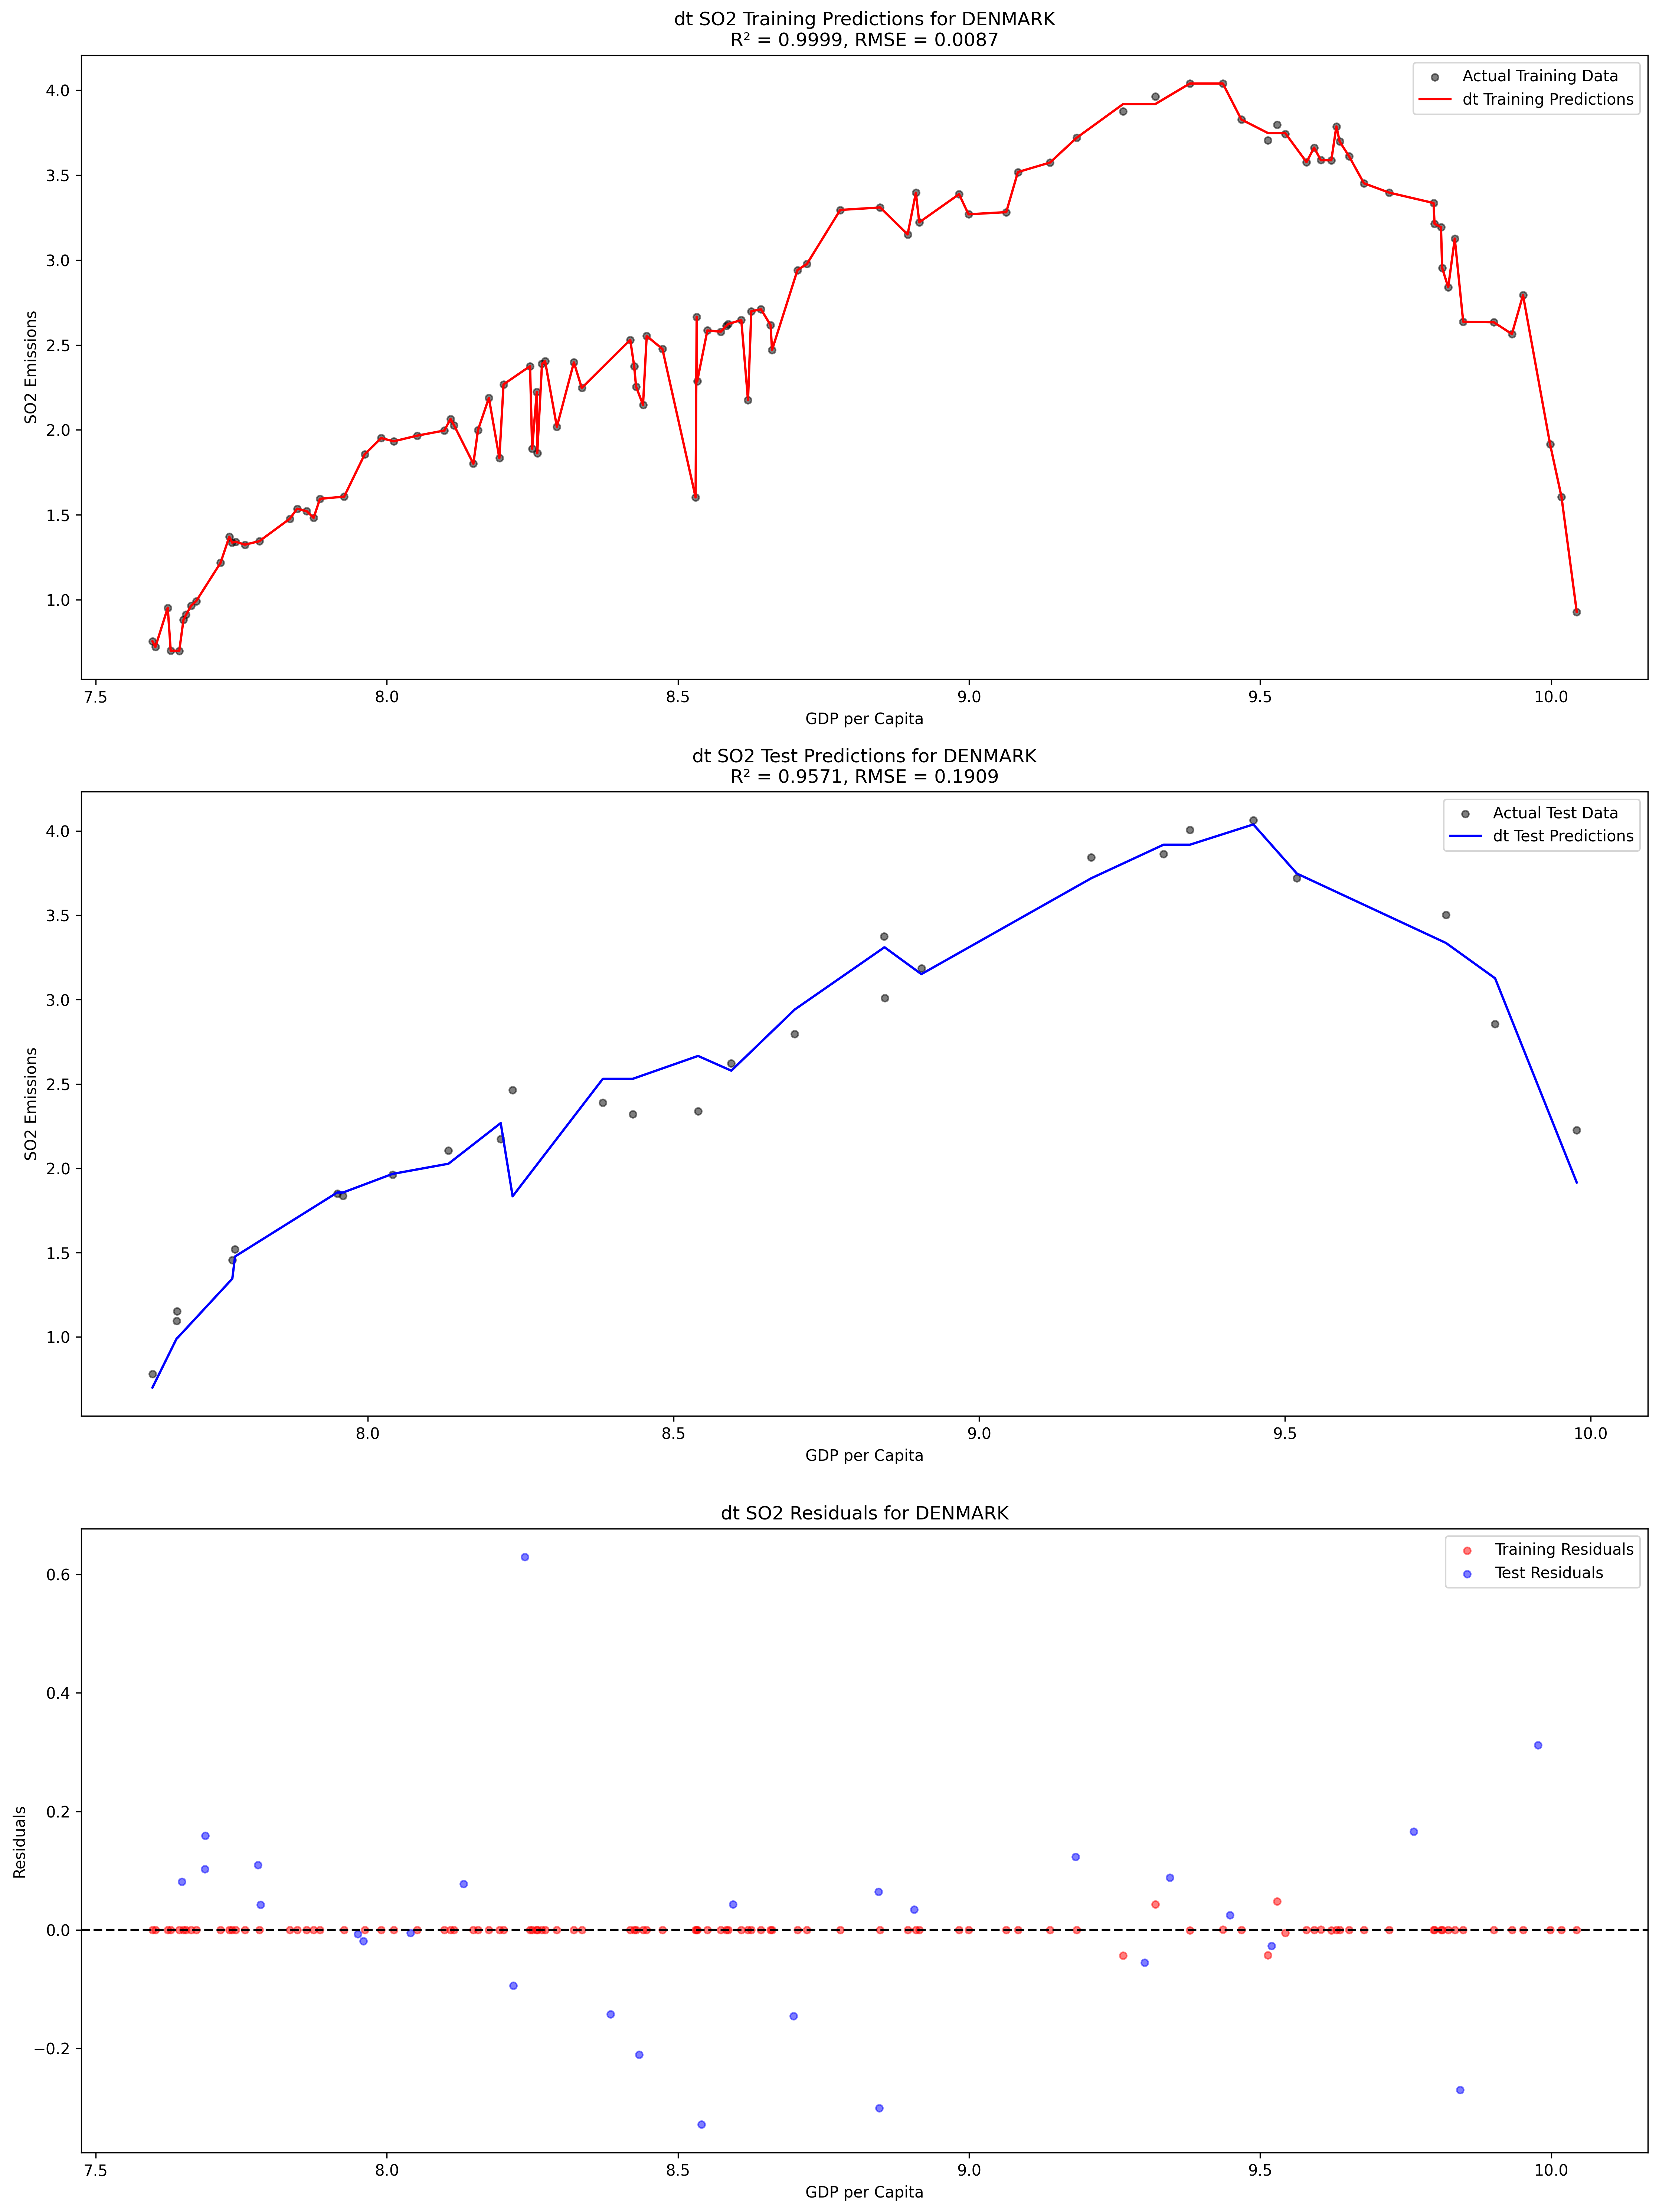 dt SO2 Training Predictions for DENMARK
R² = 0.9999, RMSE = 0.0087
Actual Training Data
dt Training Predictions
SO2 Emissions
4.0
3.5
3.0
2.5
2.0
1.5
1.0
7.5 8.0 8.5 9.0 9.5 10.0
GDP per Capita
dt SO2 Test Predictions for DENMARK
R² = 0.9571, RMSE = 0.1909
Actual Test Data
dt Test Predictions
SO2 Emissions
4.0
3.5
3.0
2.5
2.0
1.5
1.0
8.0 8.5 9.0 9.5 10.0
GDP per Capita
dt SO2 Residuals for DENMARK
Training Residuals
Test Residuals
Residuals
0.6
0.4
0.2
0.0
−0.2
7.5 8.0 8.5 9.0 9.5 10.0
GDP per Capita